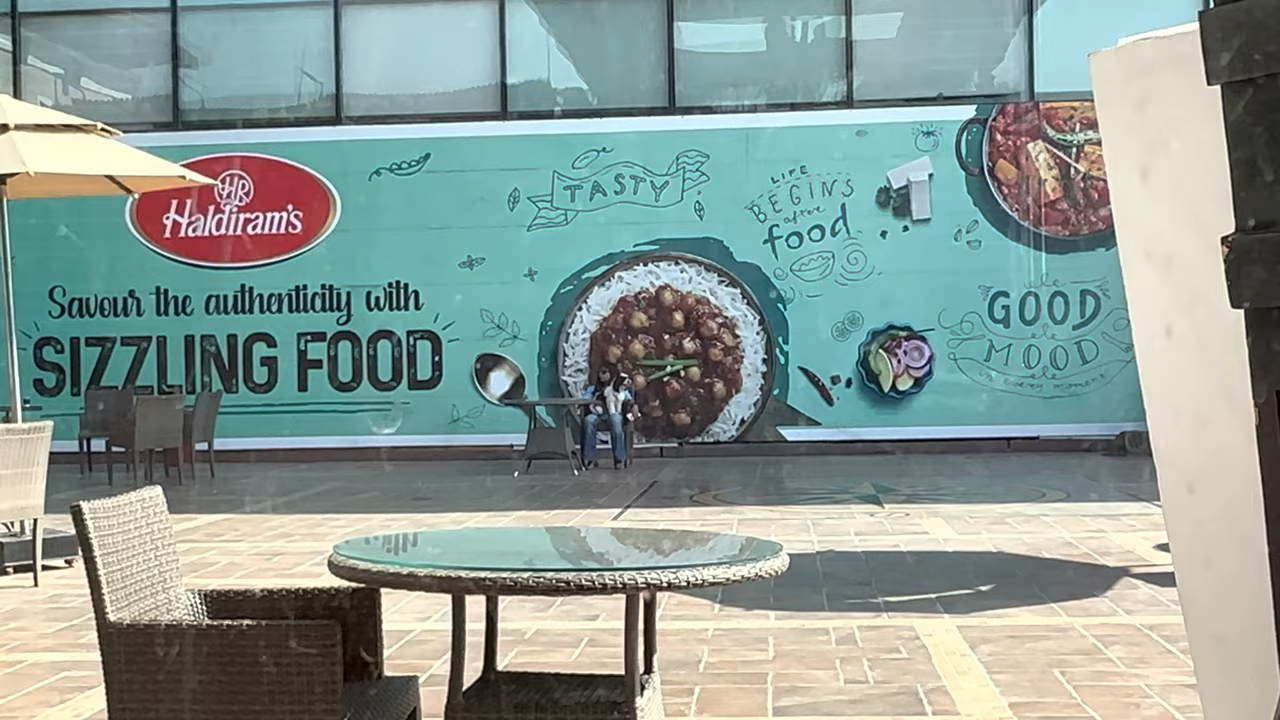 HR
Haldiram's
Savour the authenticity with
SIZZLING FOOD
TASTY
LIFE
BEGINS
after
food
GOOD
MOOD